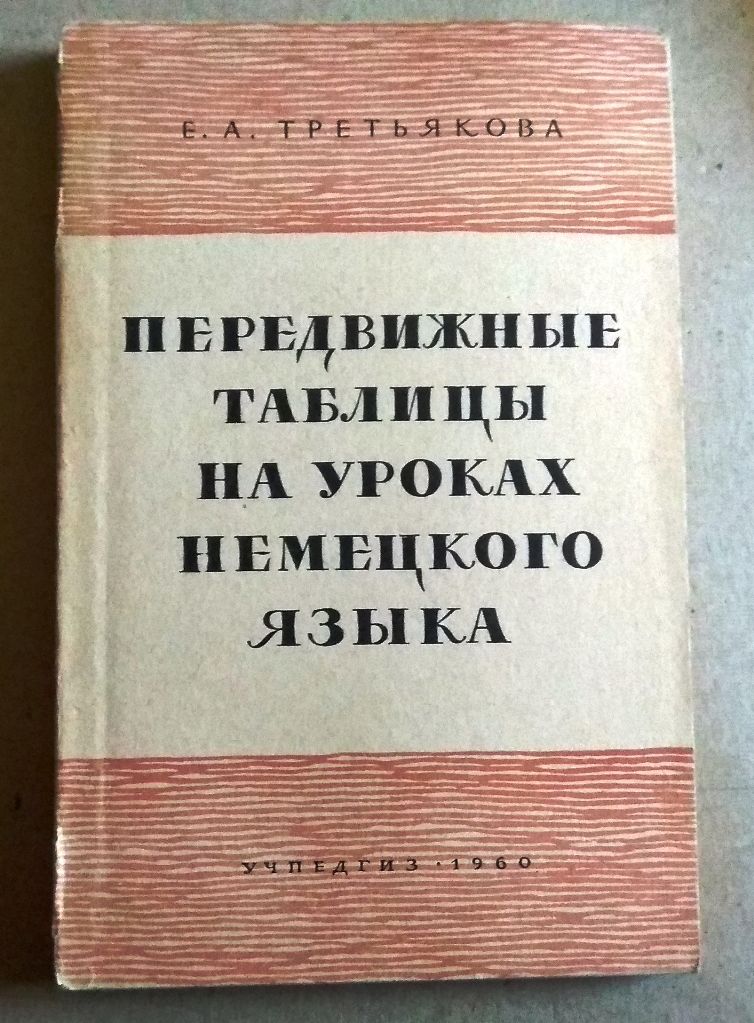 Е. А. ТРЕТЬЯКОВА
ПЕРЕДВИЖНЫЕ
ТАБЛИЦЫ
НА УРОКАХ
НЕМЕЦКОГО
ЯЗЫКА
УЧПЕДГИЗ · 1960